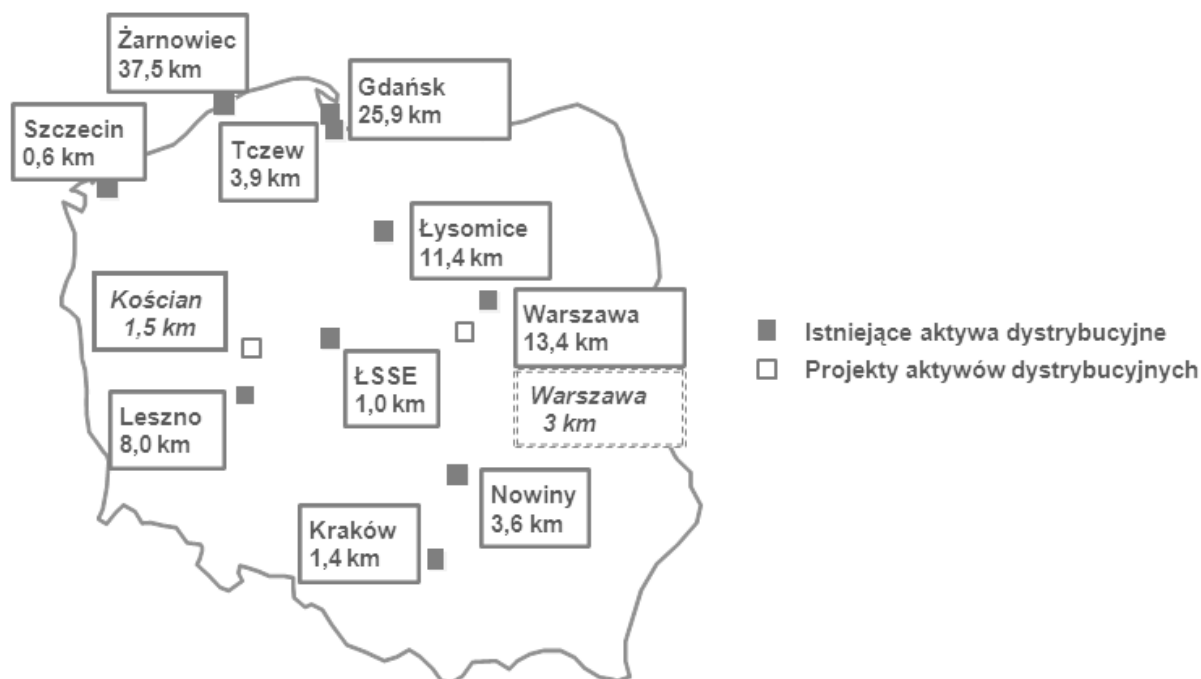 Żarnowiec
37,5 km
Gdańsk
25,9 km
Szczecin
0,6 km
Tczew
3,9 km
Łysomice
11,4 km
Kościan
1,5 km
Warszawa
13,4 km
Warszawa
3 km
ŁSSE
1,0 km
Leszno
8,0 km
Nowiny
3,6 km
Kraków
1,4 km
Istniejące aktywa dystrybucyjne
Projekty aktywów dystrybucyjnych